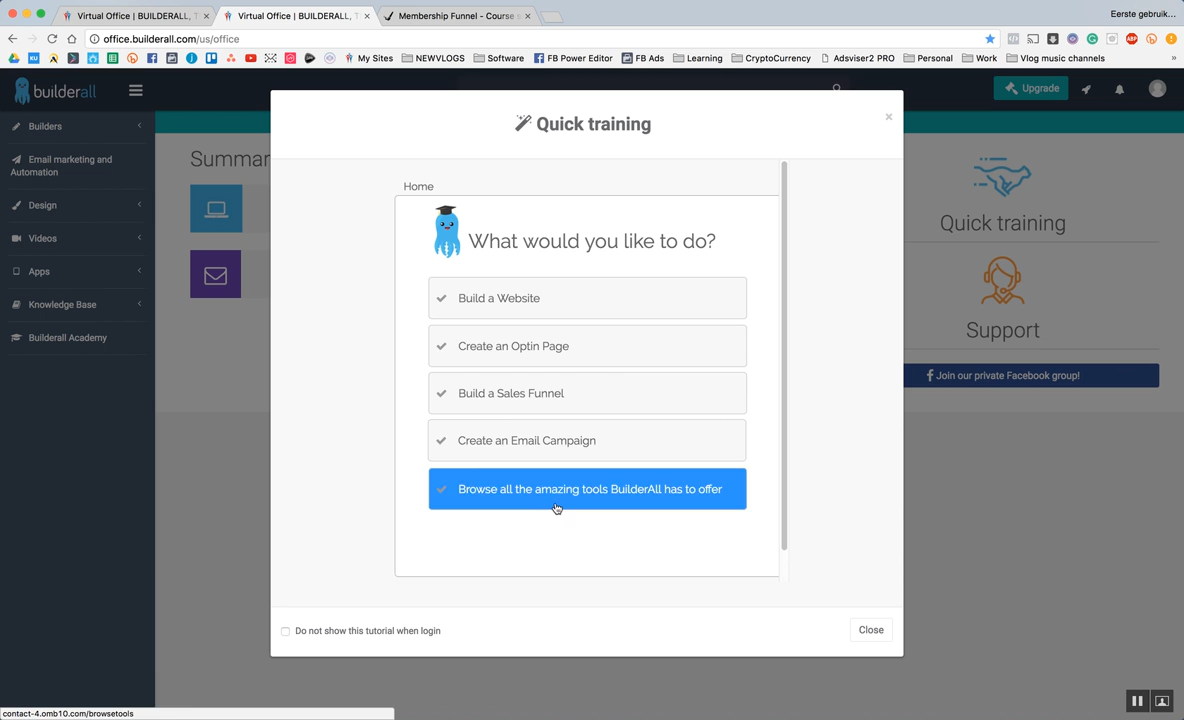 Virtual Office | BUILDERALL, T
Virtual Office | BUILDERALL, T
Membership Funnel - Course s
Eerste gebruik...
office.builderall.com/us/office
My Sites
NEWVLOGS
Software
FB Power Editor
FB Ads
Learning
CryptoCurrency
Adsviser2 PRO
Personal
Work
Vlog music channels
»
builderall
Upgrade
Builders
Email marketing and
Automation
Design
Videos
Apps
Knowledge Base
Builderall Academy
Summar
Quick training
×
Home
What would you like to do?
Build a Website
Create an Optin Page
Build a Sales Funnel
Create an Email Campaign
Browse all the amazing tools BuilderAll has to offer
Do not show this tutorial when login
Close
Quick training
Support
Join our private Facebook group!
contact-4.omb10.com/browsetools